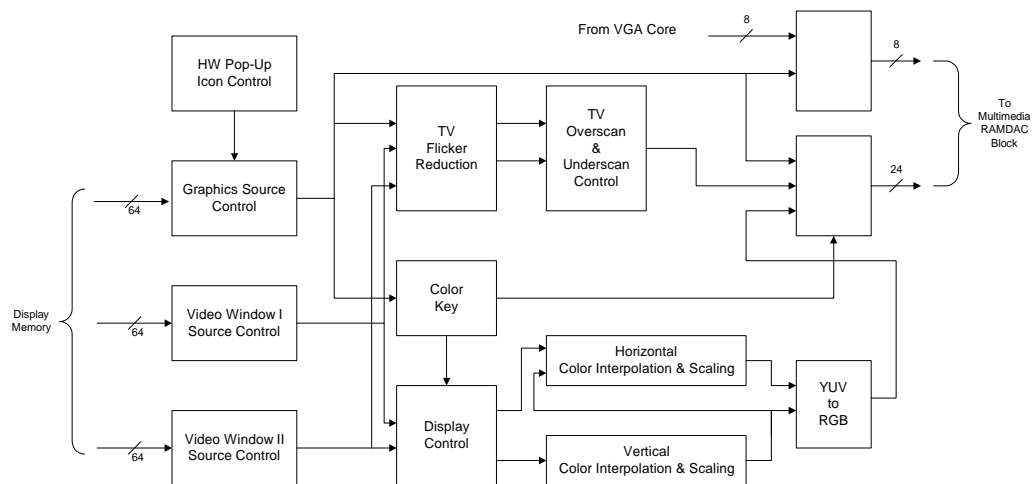 From VGA Core
8
8
HW Pop-Up
Icon Control
To
Multimedia
RAMDAC
Block
TV
Flicker
Reduction
TV
Overscan
&
Underscan
Control
Graphics Source
Control
64
24
Color
Key
Display
Memory
Video Window I
Source Control
64
Horizontal
Color Interpolation & Scaling
YUV
to
RGB
Display
Control
Video Window II
Source Control
64
Vertical
Color Interpolation & Scaling